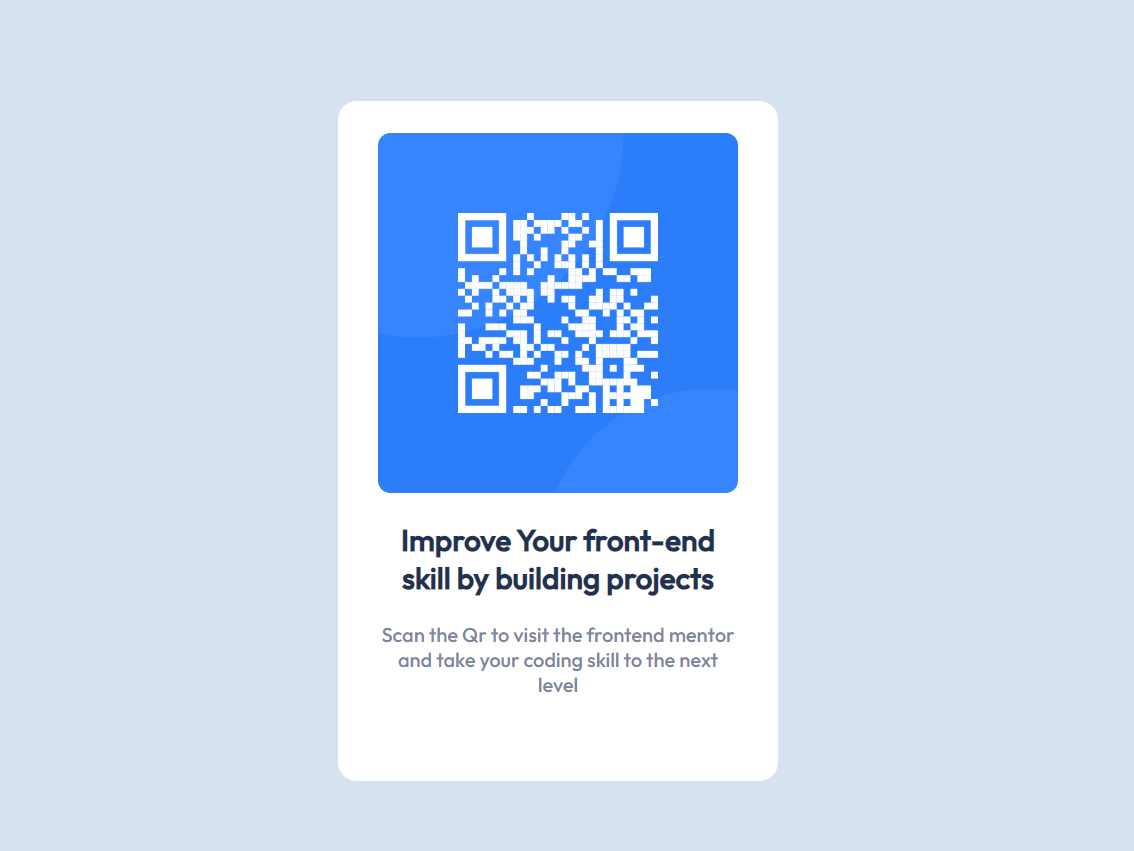 Improve Your front-end
skill by building projects
Scan the Qr to visit the frontend mentor
and take your coding skill to the next
level